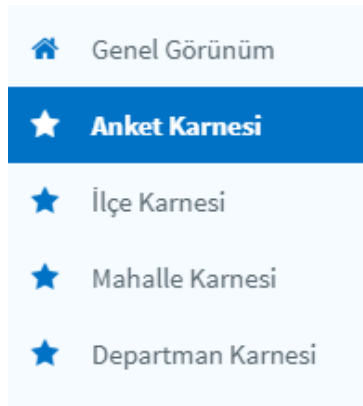 Genel Görünüm
Anket Karnesi
İlçe Karnesi
Mahalle Karnesi
Departman Karnesi